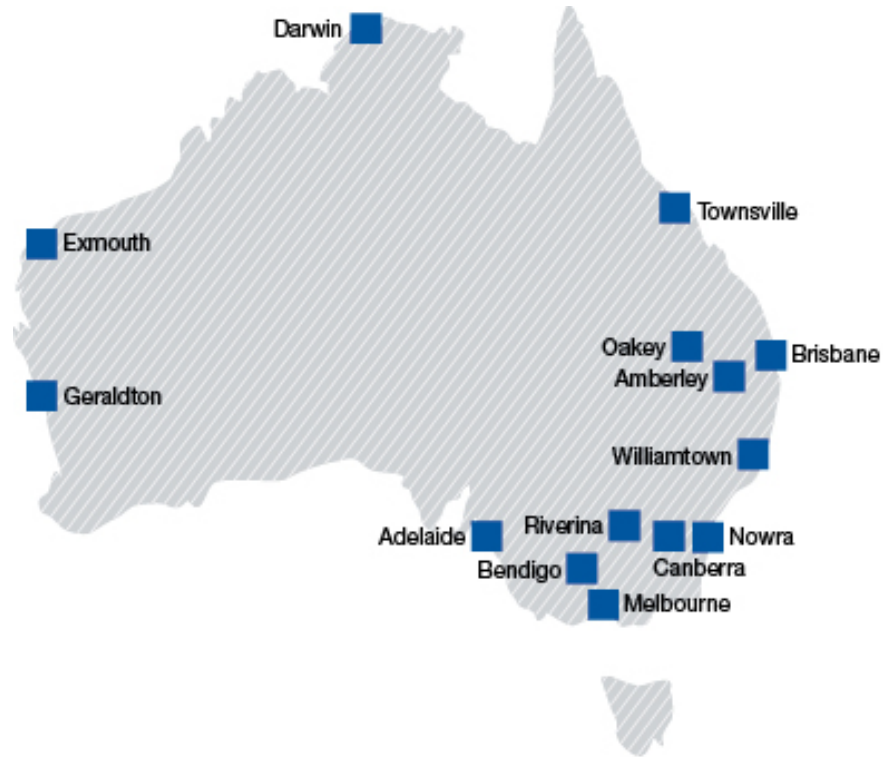 Darwin
Townsville
Exmouth
Oakey
Brisbane
Amberley
Geraldton
Williamtown
Riverina
Adelaide
Nowra
Canberra
Bendigo
Melbourne